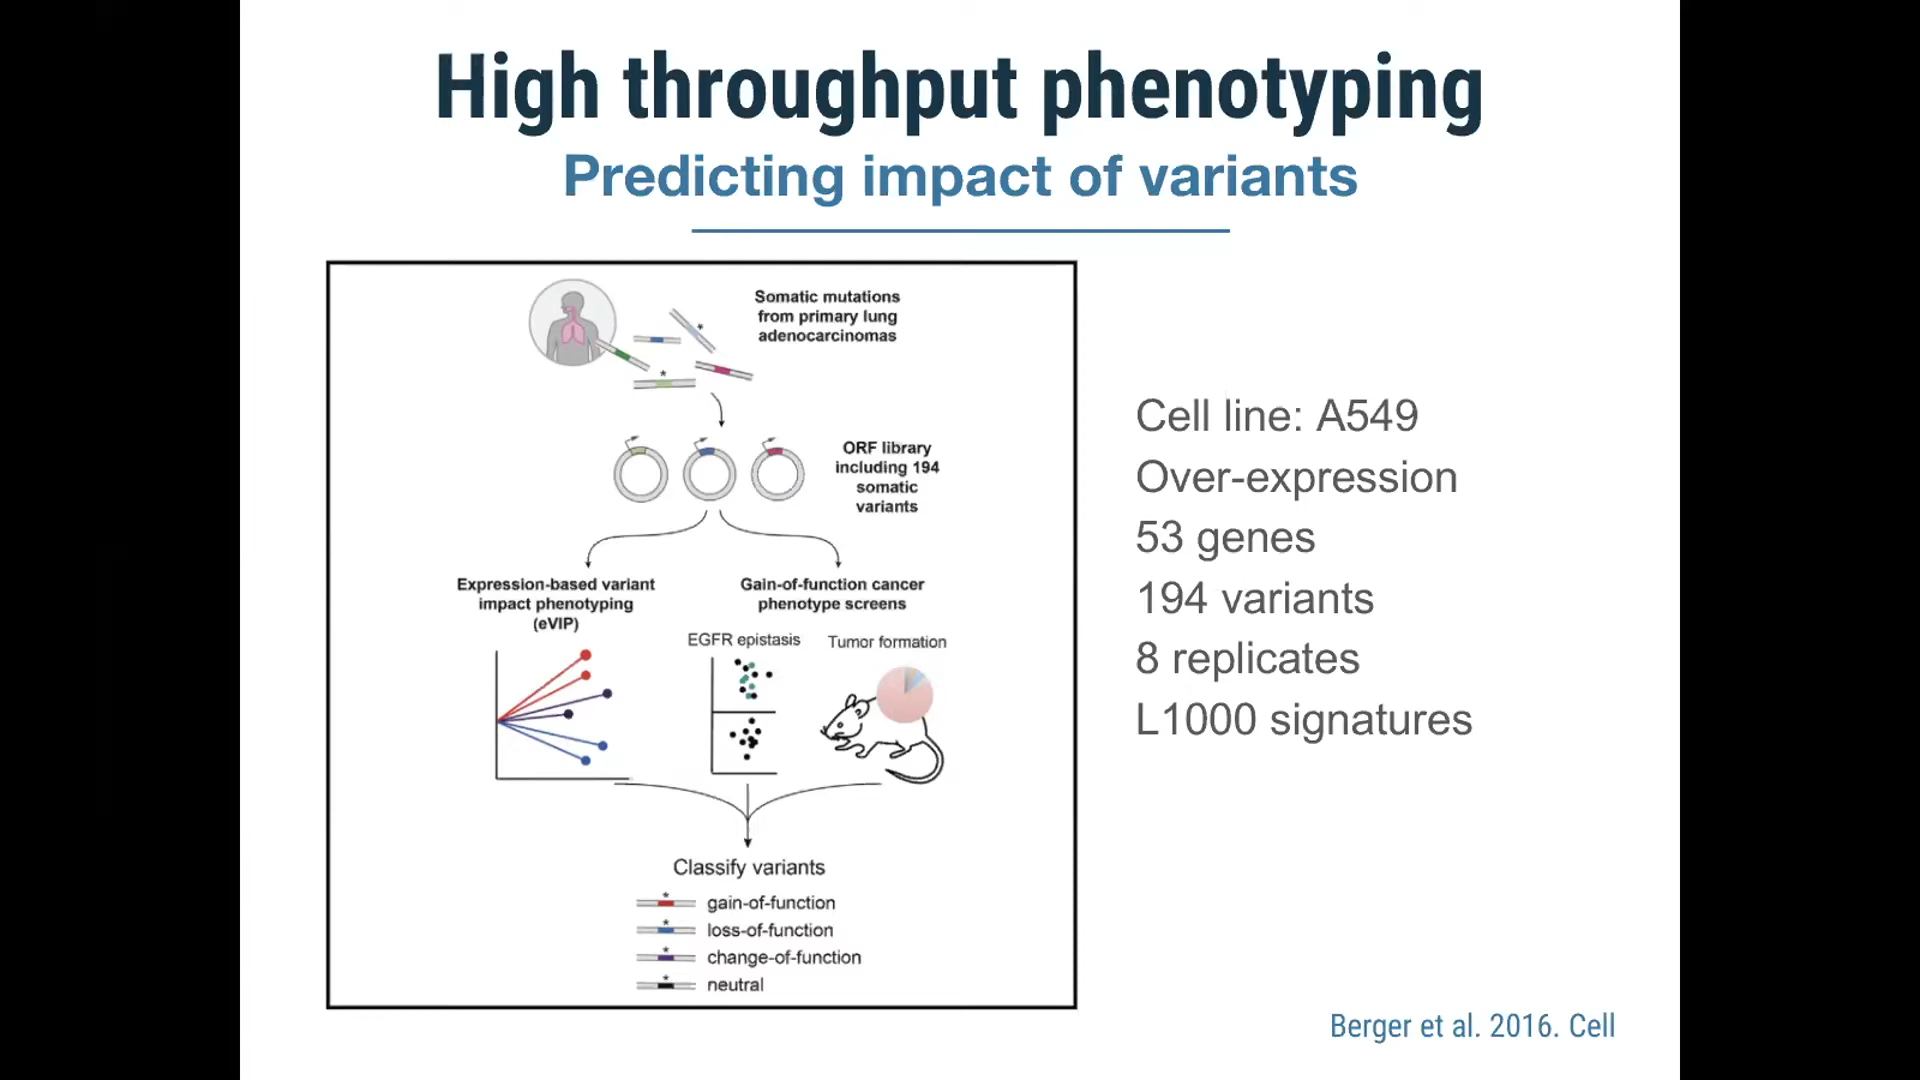 High throughput phenotyping
Predicting impact of variants
Somatic mutations
from primary lung
adenocarcinomas
*
*
ORF library
including 194
somatic
variants
Expression-based variant
impact phenotyping
(eVIP)
Gain-of-function cancer
phenotype screens
EGFR epistasis
Tumor formation
Classify variants
* gain-of-function
* loss-of-function
* change-of-function
* neutral
Cell line: A549
Over-expression
53 genes
194 variants
8 replicates
L1000 signatures
Berger et al. 2016. Cell